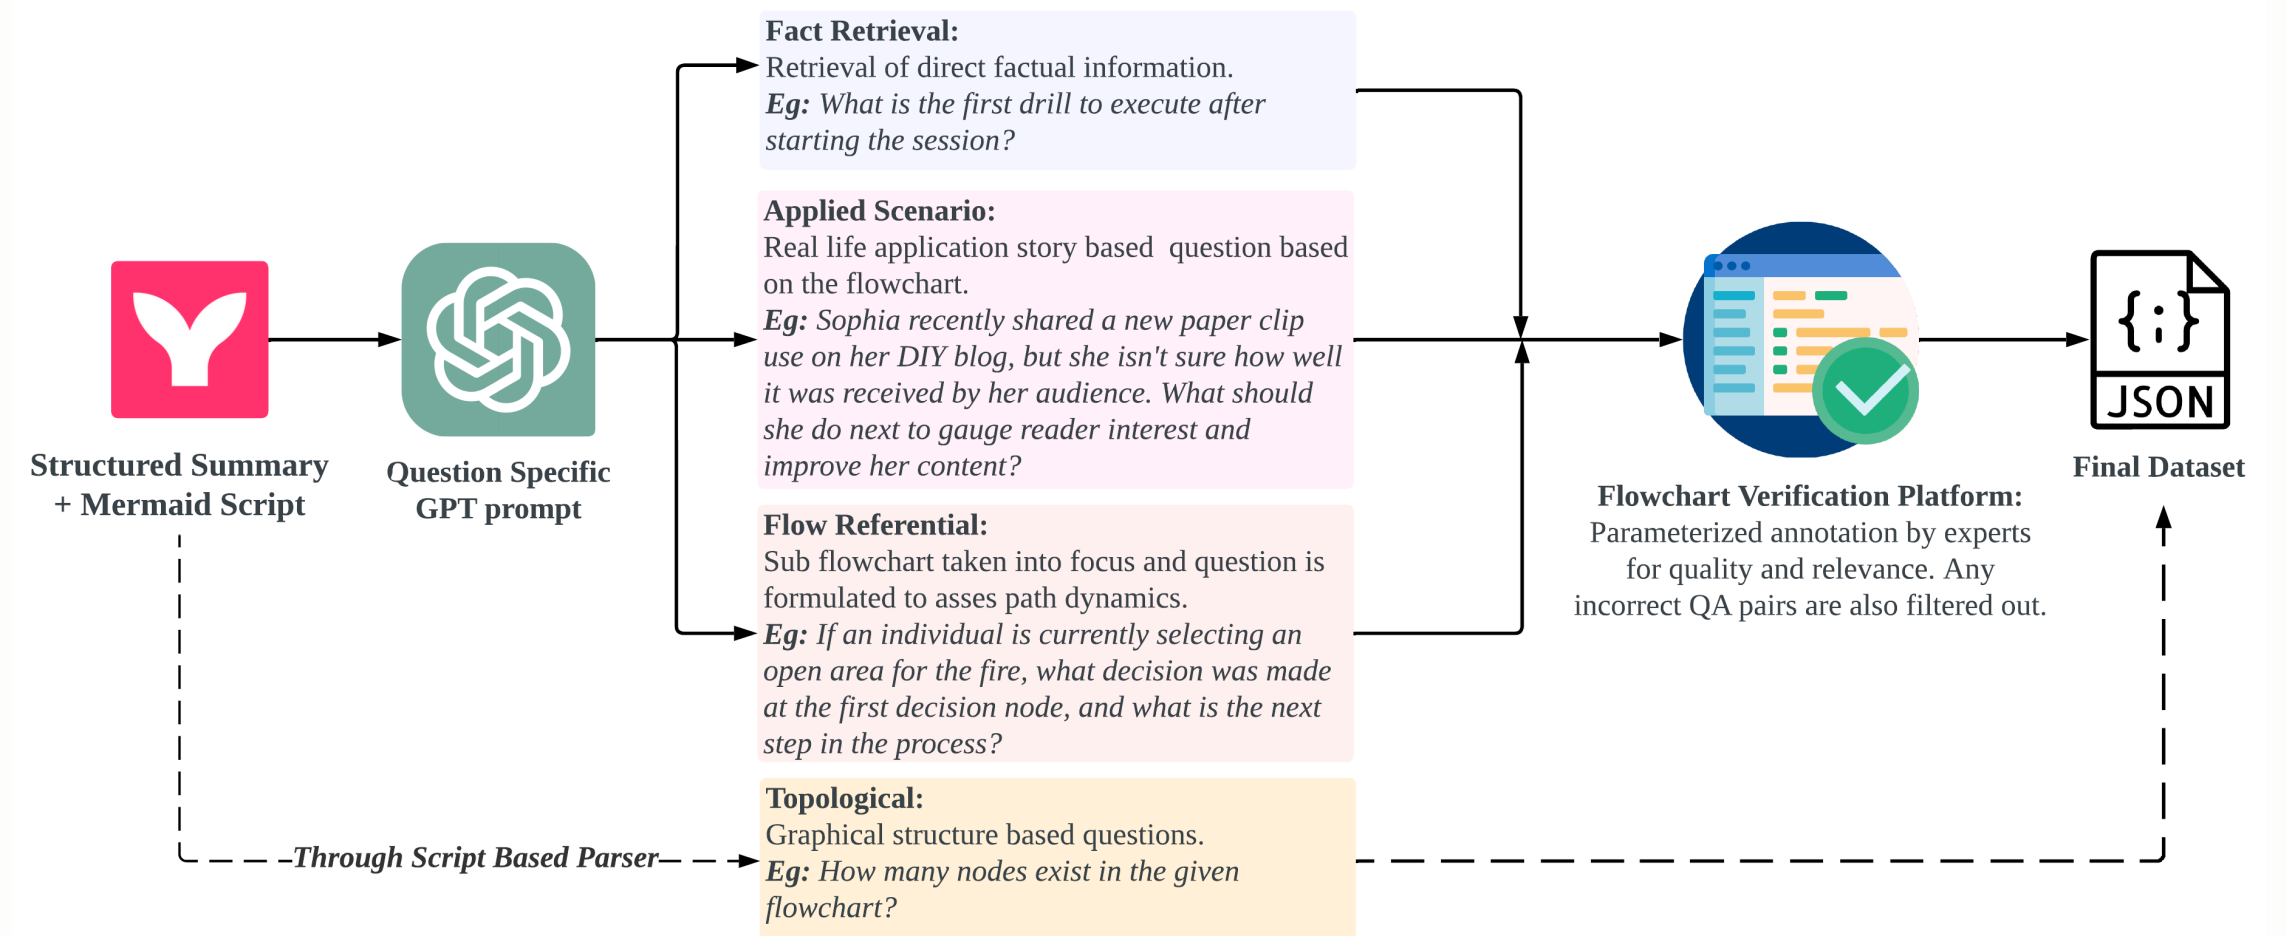 Fact Retrieval:
Retrieval of direct factual information.
Eg: What is the first drill to execute after
starting the session?
Applied Scenario:
Real life application story based  question based
on the flowchart.
Eg: Sophia recently shared a new paper clip
use on her DIY blog, but she isn't sure how well
it was received by her audience. What should
she do next to gauge reader interest and
improve her content?
Structured Summary
+ Mermaid Script
Question Specific
GPT prompt
Flow Referential:
Sub flowchart taken into focus and question is
formulated to asses path dynamics.
Eg: If an individual is currently selecting an
open area for the fire, what decision was made
at the first decision node, and what is the next
step in the process?
Through Script Based Parser
Topological:
Graphical structure based questions.
Eg: How many nodes exist in the given
flowchart?
Flowchart Verification Platform:
Parameterized annotation by experts
for quality and relevance. Any
incorrect QA pairs are also filtered out.
{;}
JSON
Final Dataset